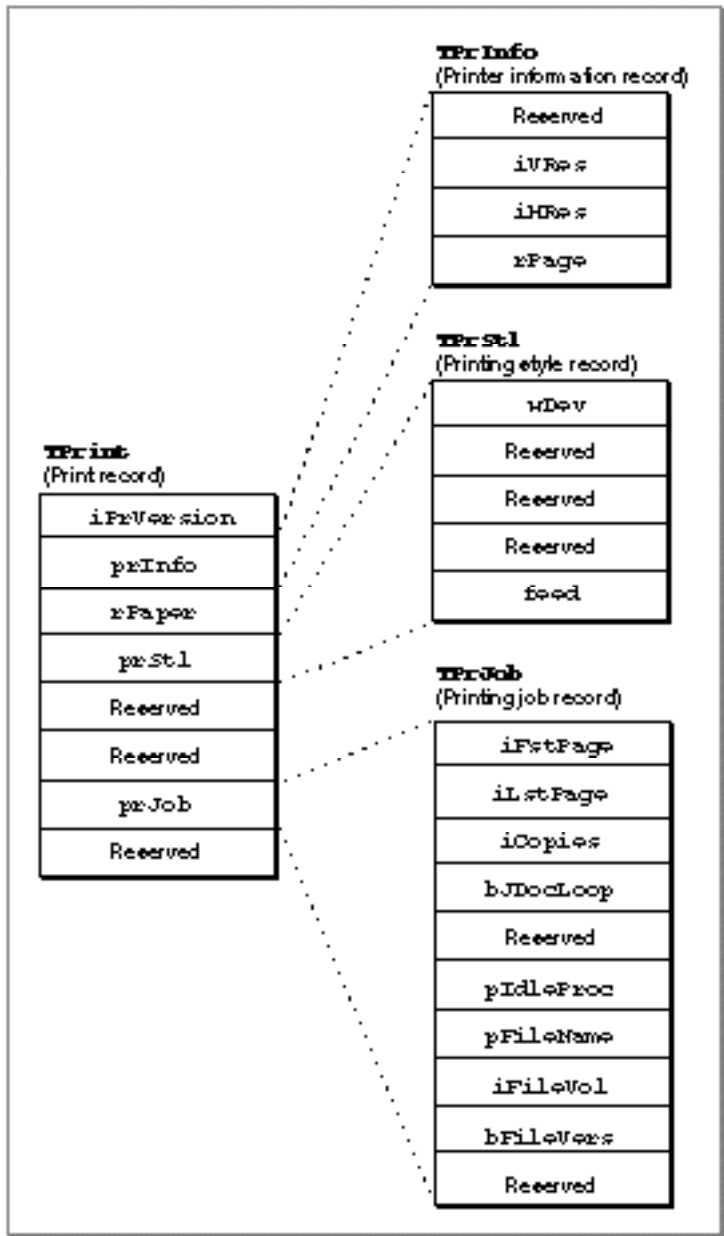 TPrInfo
(Printer information record)
Reserved
iVRes
iHRes
rPage
TPrStl
(Printing style record)
wDev
Reserved
Reserved
Reserved
feed
TPrint
(Print record)
iPrVersion
prInfo
rPaper
prStl
Reserved
Reserved
prJob
Reserved
TPrJob
(Printing job record)
iFstPage
iLstPage
iCopies
bJDocLoop
Reserved
pIdleProc
pFileName
iFileVol
bFileVers
Reserved